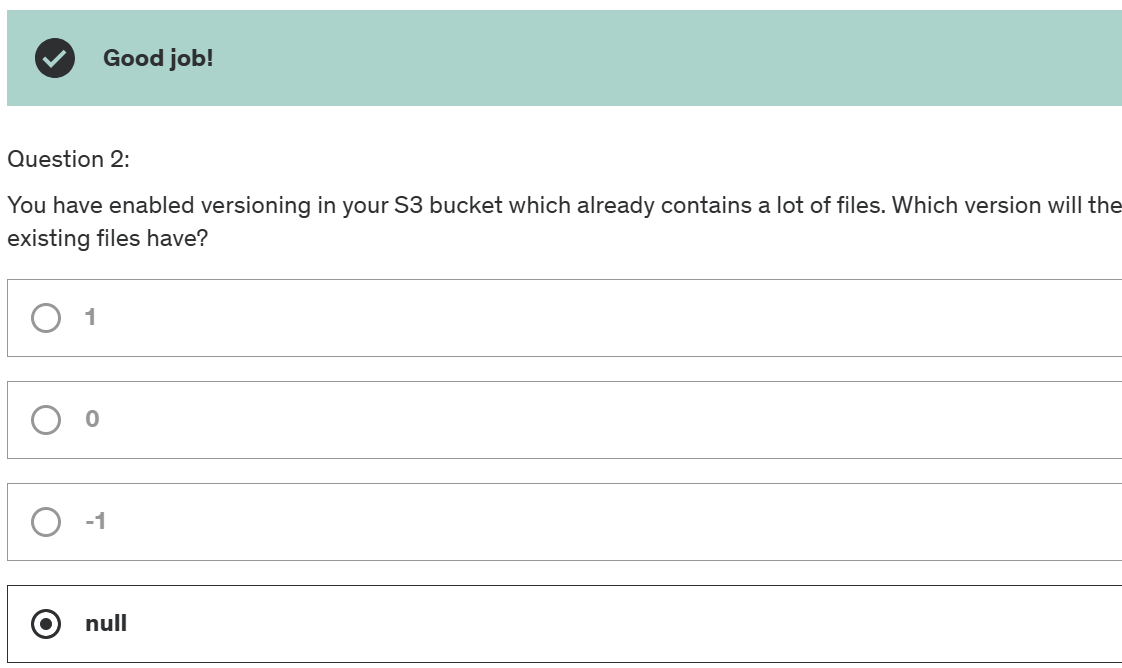 Good job!
Question 2:
You have enabled versioning in your S3 bucket which already contains a lot of files. Which version will the
existing files have?
1
0
-1
null